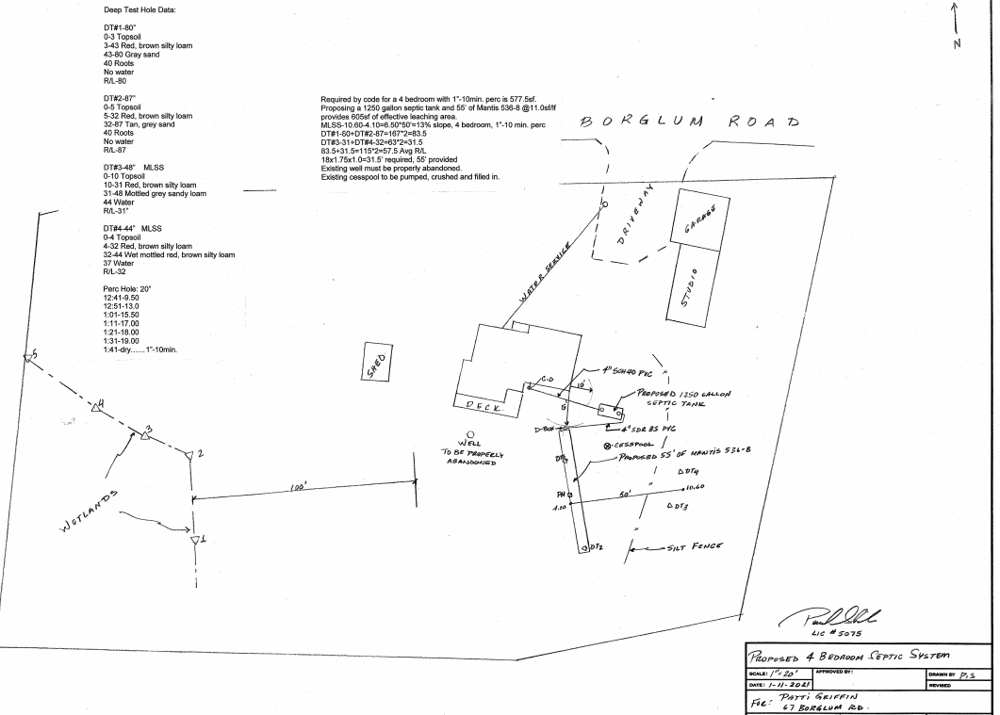 Deep Test Hole Data:
DT#1-80"
0-3 Topsoil
3-43 Red, brown silty loam
43-80 Gray sand
40 Roots
No water
R/L-80
DT#2-87"
0-5 Topsoil
5-32 Red, brown silty loam
32-87 Tan, grey sand
40 Roots
No water
R/L-87
DT#3-48" MLSS
0-10 Topsoil
10-31 Red, brown silty loam
31-48 Mottled grey sandy loam
44 Water
R/L-31"
DT#4-44" MLSS
0-4 Topsoil
4-32 Red, brown silty loam
32-44 Wet mottled red, brown silty loam
37 Water
R/L-32
Perc Hole: 20"
12:41-9.50
12:51-13.0
1:01-15.50
1:11-17.00
1:21-18.00
1:31-19.00
1:41-dry......1"-10min.
Required by code for a 4 bedroom with 1"-10min. perc is 577.5sf.
Proposing a 1250 gallon septic tank and 55' of Mantis 536-8 @11.0sf/lf
provides 605sf of effective leaching area.
MLSS-10.60-4.10=6.50*50'=13% slope, 4 bedroom, 1"-10 min. perc
DT#1-80+DT#2-87=167*2=83.5
DT#3-31+DT#4-32=63*2=31.5
83.5+31.5=115*2=57.5 Avg R/L
18x1.75x1.0=31.5' required, 55' provided
Existing well must be properly abandoned.
Existing cesspool to be pumped, crushed and filled in.
N
BORGLUM ROAD
DRIVEWAY
GARAGE
STUDIO
WATER SERVICE
SHED
DECK
C.O
4" SCH40 PVC
10'
PROPOSED 1250 GALLON
SEPTIC TANK
D-BOX
4" SDR 35 PVC
CESSPOOL
PROPOSED 55' OF MANTIS 536-8
WELL
TO BE PROPERLY
ABANDONED
DT4
10.60
50'
PH
4.10
DT3
DT2
SILT FENCE
100'
WETLANDS
5
4
3
2
1
LIC # 5075
PROPOSED 4 BEDROOM SEPTIC SYSTEM
SCALE: 1"=20'
APPROVED BY:
DRAWN BY P.S
DATE: 1-11-2021
REVISED
FOR: PATTI GRIFFIN
67 BORGLUM RD.